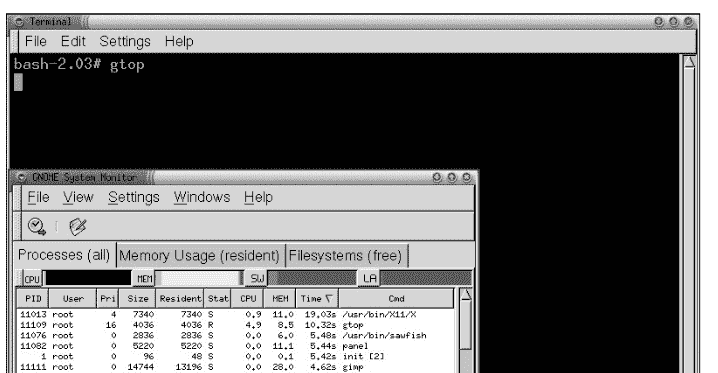 Terminal
File Edit Settings Help
bash-2.03# gtop
GNOME System Monitor
File View Settings Windows Help
Processes (all) Memory Usage (resident) Filesystems (free)
CPU MEM SW LA
PID User Pri Size Resident Stat CPU MEM Time Cmd
11013 root 4 7340 7340 S 0.9 11.0 19.03s /usr/bin/X11/X
11109 root 16 4036 4036 R 4.9 8.5 10.32s gtop
11076 root 0 2836 2836 S 0.0 6.0 5.48s /usr/bin/sawfish
11082 root 0 5220 5220 S 0.0 11.1 5.44s panel
1 root 0 96 48 S 0.0 0.1 5.42s init [2]
11111 root 0 14744 13196 S 0.0 28.0 4.62s gimp